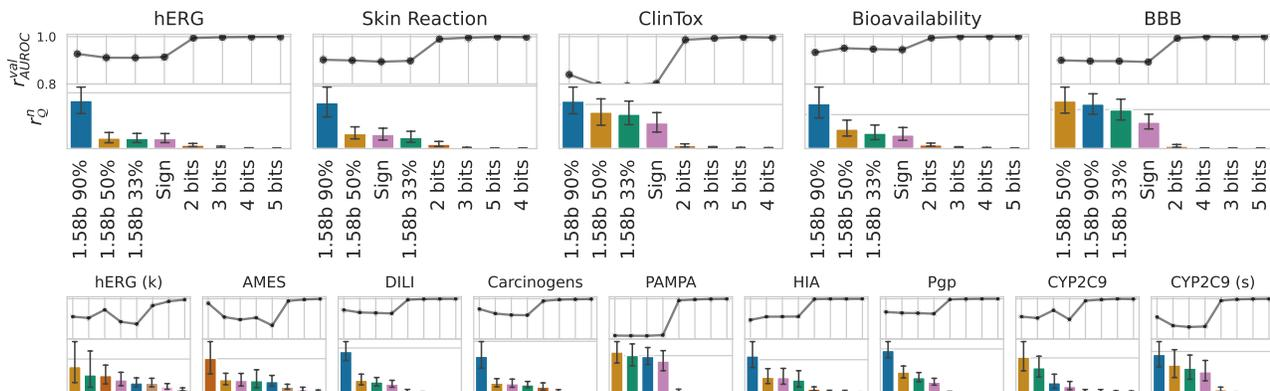 hERG Skin Reaction ClinTox Bioavailability BBB
1.0
r^val_AUROC
0.8
r^n_Q
1.58b 90% 1.58b 50% 1.58b 33% Sign 2 bits 3 bits 4 bits 5 bits
1.58b 90% 1.58b 50% Sign 1.58b 33% 2 bits 3 bits 4 bits 5 bits
1.58b 90% 1.58b 50% 1.58b 33% Sign 2 bits 3 bits 5 bits 4 bits
1.58b 90% 1.58b 50% 1.58b 33% Sign 2 bits 3 bits 4 bits 5 bits
1.58b 50% 1.58b 90% 1.58b 33% Sign 2 bits 3 bits 4 bits 5 bits
hERG (k) AMES DILI Carcinogens PAMPA HIA Pgp CYP2C9 CYP2C9 (s)